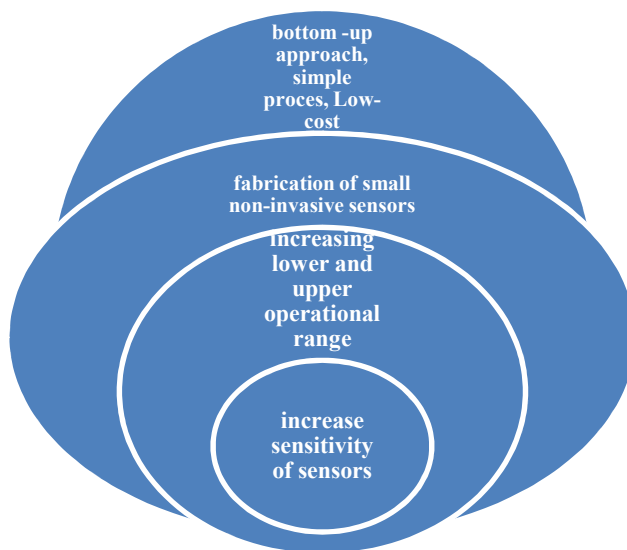 bottom -up
approach,
simple
proces, Low-
cost
fabrication of small
non-invasive sensors
increasing
lower and
upper
operational
range
increase
sensitivity
of sensors